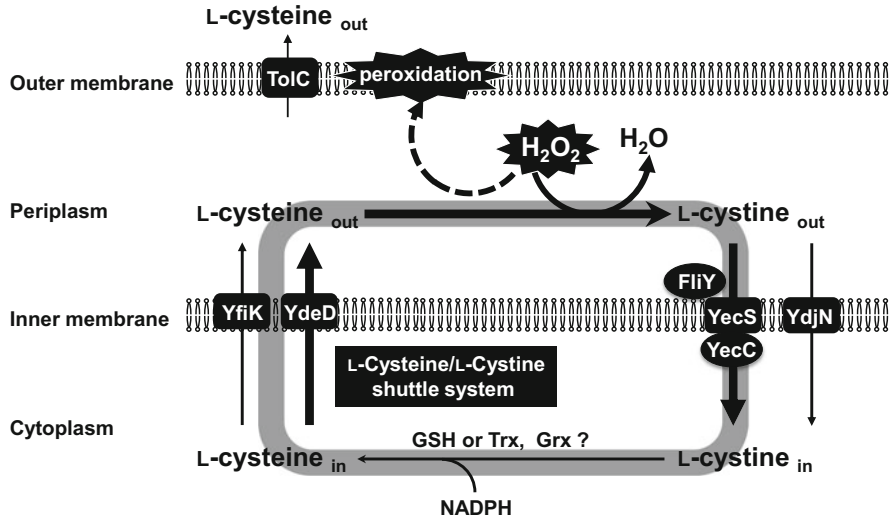 L-cysteine out
Outer membrane
TolC
peroxidation
H2O2
H2O
Periplasm
L-cysteine out
L-cystine out
FliY
Inner membrane
YfiK
YdeD
YecS
YdjN
YecC
L-Cysteine/L-Cystine
shuttle system
Cytoplasm
GSH or Trx, Grx ?
L-cysteine in
L-cystine in
NADPH